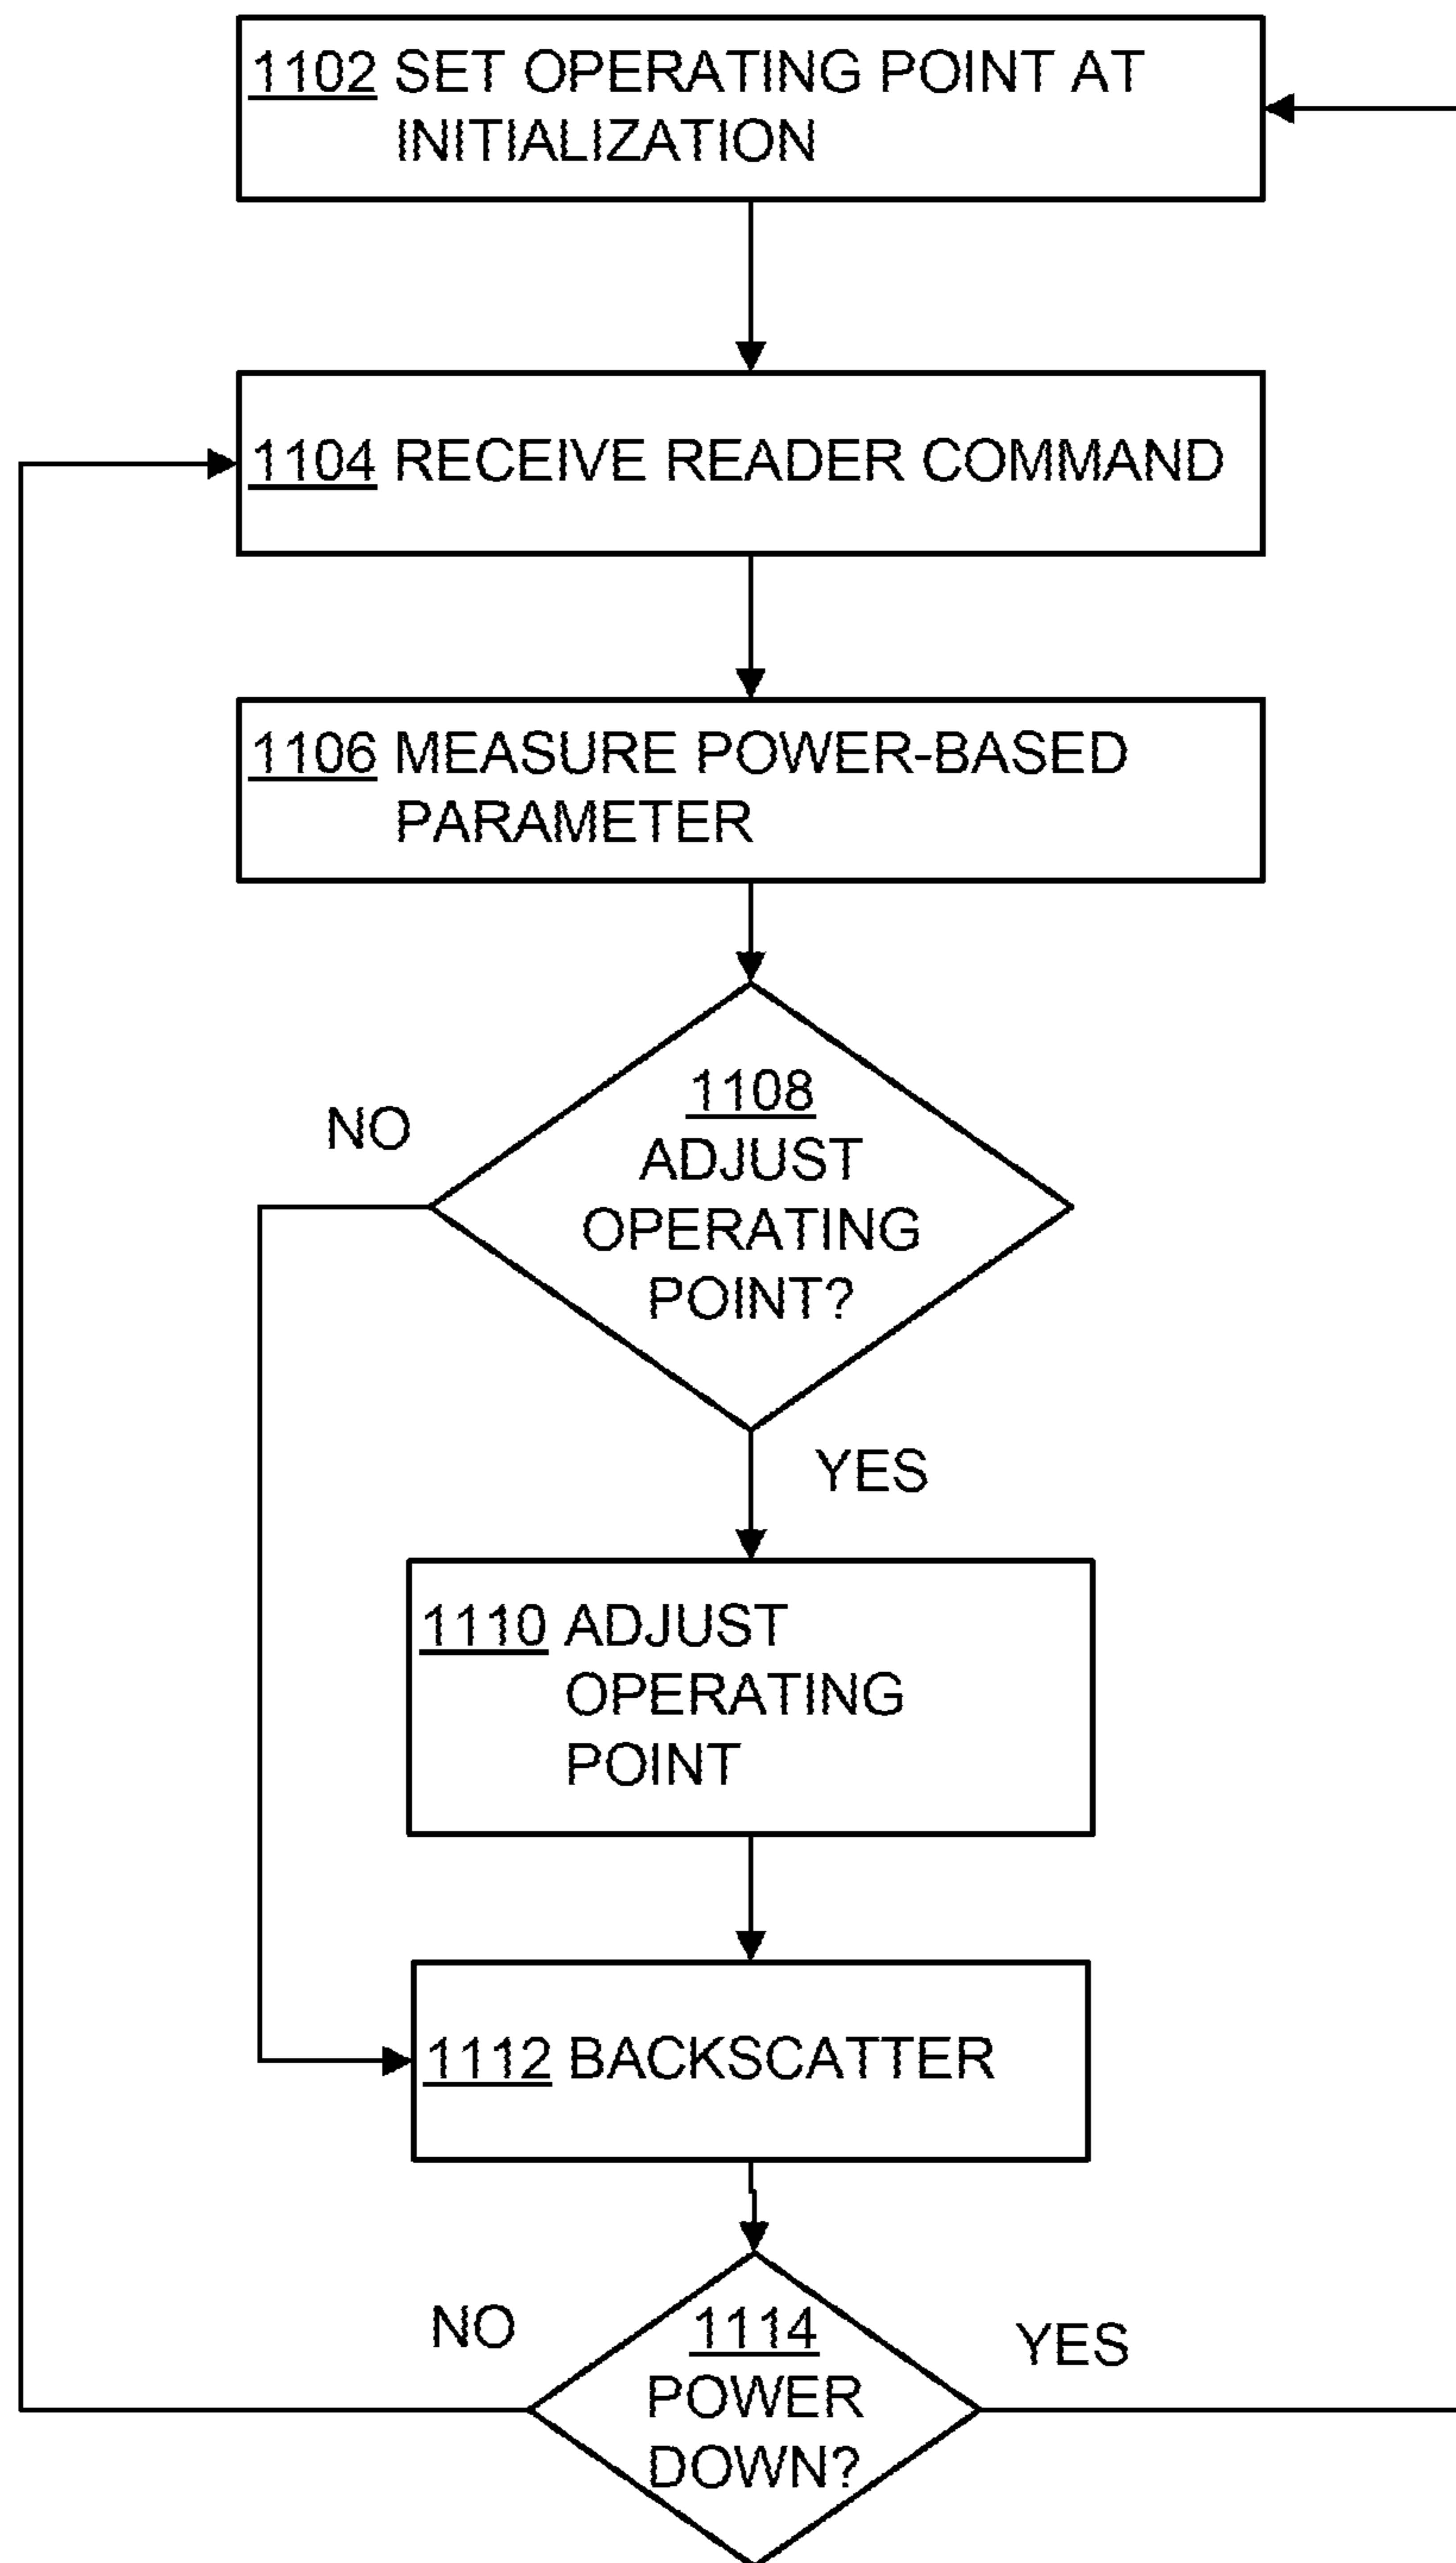 1102 SET OPERATING POINT AT
INITIALIZATION
1104 RECEIVE READER COMMAND
1106 MEASURE POWER-BASED
PARAMETER
1108
ADJUST
OPERATING
POINT?
NO
YES
1110 ADJUST
OPERATING
POINT
1112 BACKSCATTER
1114
POWER
DOWN?
NO
YES